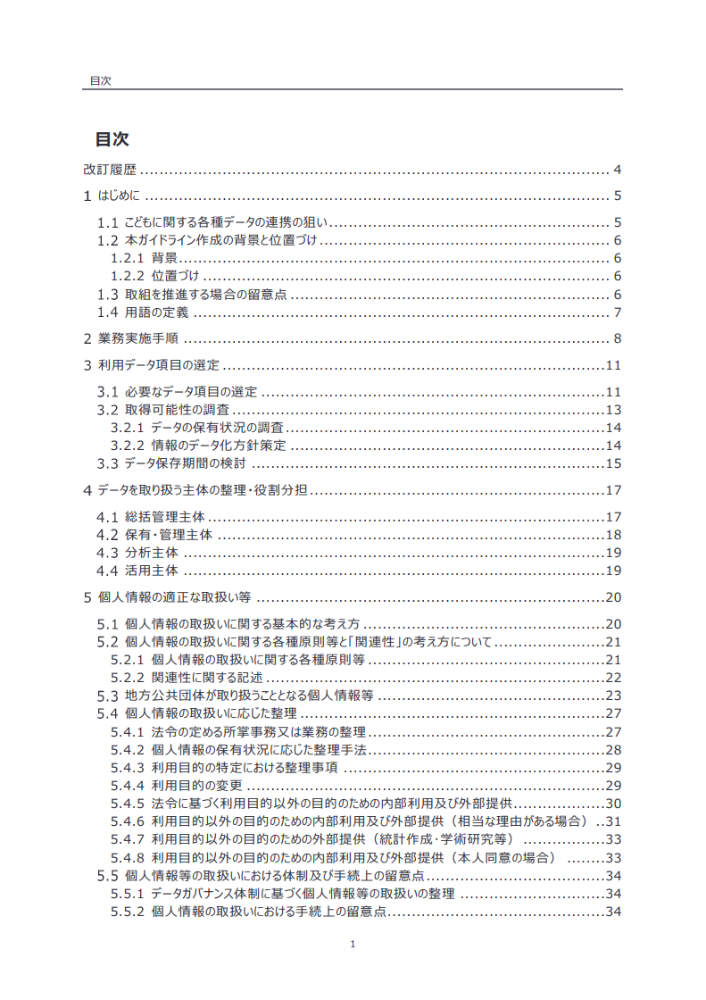 目次
目次
改訂履歴 .......... 4
1 はじめに .......... 5
1.1 こどもに関する各種データの連携の狙い .......... 5
1.2 本ガイドライン作成の背景と位置づけ .......... 6
1.2.1 背景 .......... 6
1.2.2 位置づけ .......... 6
1.3 取組を推進する場合の留意点 .......... 6
1.4 用語の定義 .......... 7
2 業務実施手順 .......... 8
3 利用データ項目の選定 .......... 11
3.1 必要なデータ項目の選定 .......... 11
3.2 取得可能性の調査 .......... 13
3.2.1 データの保有状況の調査 .......... 14
3.2.2 情報のデータ化方針策定 .......... 14
3.3 データ保存期間の検討 .......... 15
4 データを取り扱う主体の整理・役割分担 .......... 17
4.1 総括管理主体 .......... 17
4.2 保有・管理主体 .......... 18
4.3 分析主体 .......... 19
4.4 活用主体 .......... 19
5 個人情報の適正な取扱い等 .......... 20
5.1 個人情報の取扱いに関する基本的な考え方 .......... 20
5.2 個人情報の取扱いに関する各種原則等と「関連性」の考え方について .......... 21
5.2.1 個人情報の取扱いに関する各種原則等 .......... 21
5.2.2 関連性に関する記述 .......... 22
5.3 地方公共団体が取り扱うこととなる個人情報等 .......... 23
5.4 個人情報の取扱いに応じた整理 .......... 27
5.4.1 法令の定める所掌事務又は業務の整理 .......... 27
5.4.2 個人情報の保有状況に応じた整理手法 .......... 28
5.4.3 利用目的の特定における整理事項 .......... 29
5.4.4 利用目的の変更 .......... 29
5.4.5 法令に基づく利用目的以外の目的のための内部利用及び外部提供 .......... 30
5.4.6 利用目的以外の目的のための内部利用及び外部提供（相当な理由がある場合） .. 31
5.4.7 利用目的以外の目的のための外部提供（統計作成・学術研究等） .......... 33
5.4.8 利用目的以外の目的のための内部利用及び外部提供（本人同意の場合） ........ 33
5.5 個人情報等の取扱いにおける体制及び手続上の留意点 .......... 34
5.5.1 データガバナンス体制に基づく個人情報等の取扱いの整理 .......... 34
5.5.2 個人情報の取扱いにおける手続上の留意点 .......... 34
1